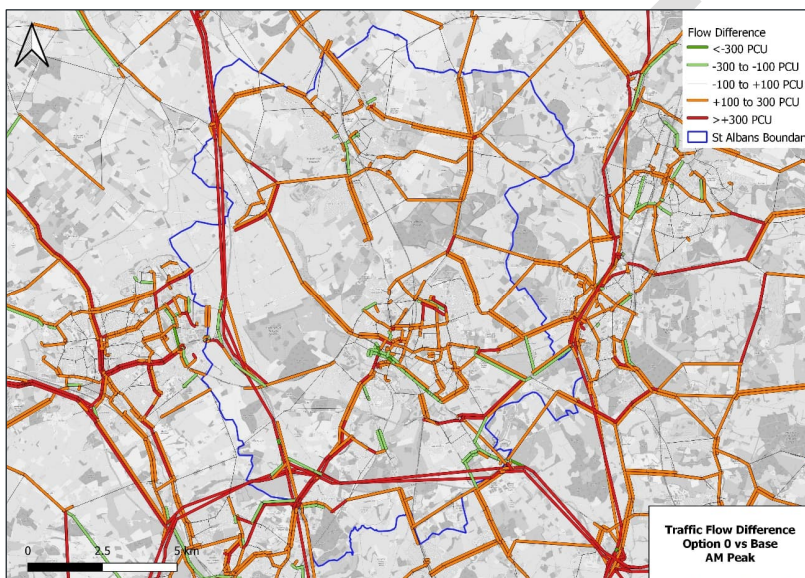 Flow Difference
<-300 PCU
-300 to -100 PCU
-100 to +100 PCU
+100 to 300 PCU
>+300 PCU
St Albans Boundar
Traffic Flow Difference
Option 0 vs Base
AM Peak
0 2.5 5 km